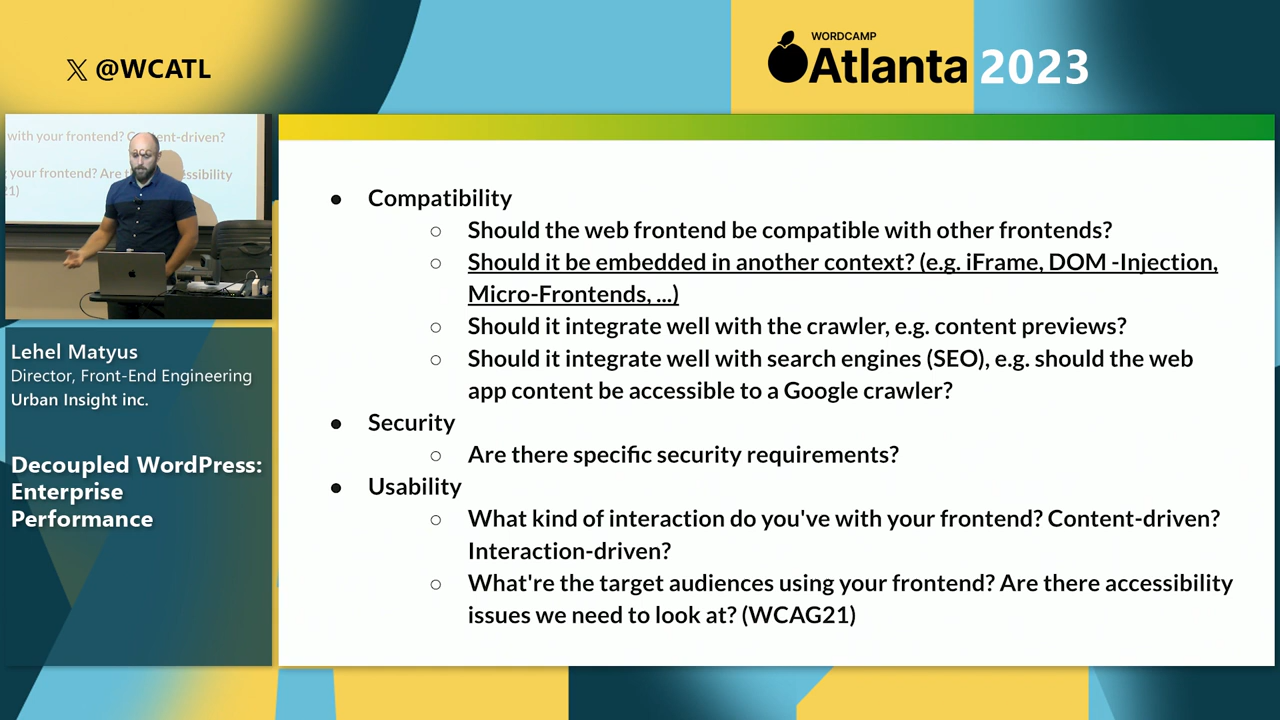 𝕏 @WCATL
WORDCAMP
Atlanta 2023
with your frontend? C ent-driven?
your frontend? Are t essibility
21)
Lehel Matyus
Director, Front-End Engineering
Urban Insight inc.
Decoupled WordPress:
Enterprise
Performance
● Compatibility
○ Should the web frontend be compatible with other frontends?
○ Should it be embedded in another context? (e.g. iFrame, DOM -Injection,
Micro-Frontends, ...)
○ Should it integrate well with the crawler, e.g. content previews?
○ Should it integrate well with search engines (SEO), e.g. should the web
app content be accessible to a Google crawler?
● Security
○ Are there specific security requirements?
● Usability
○ What kind of interaction do you've with your frontend? Content-driven?
Interaction-driven?
○ What're the target audiences using your frontend? Are there accessibility
issues we need to look at? (WCAG21)